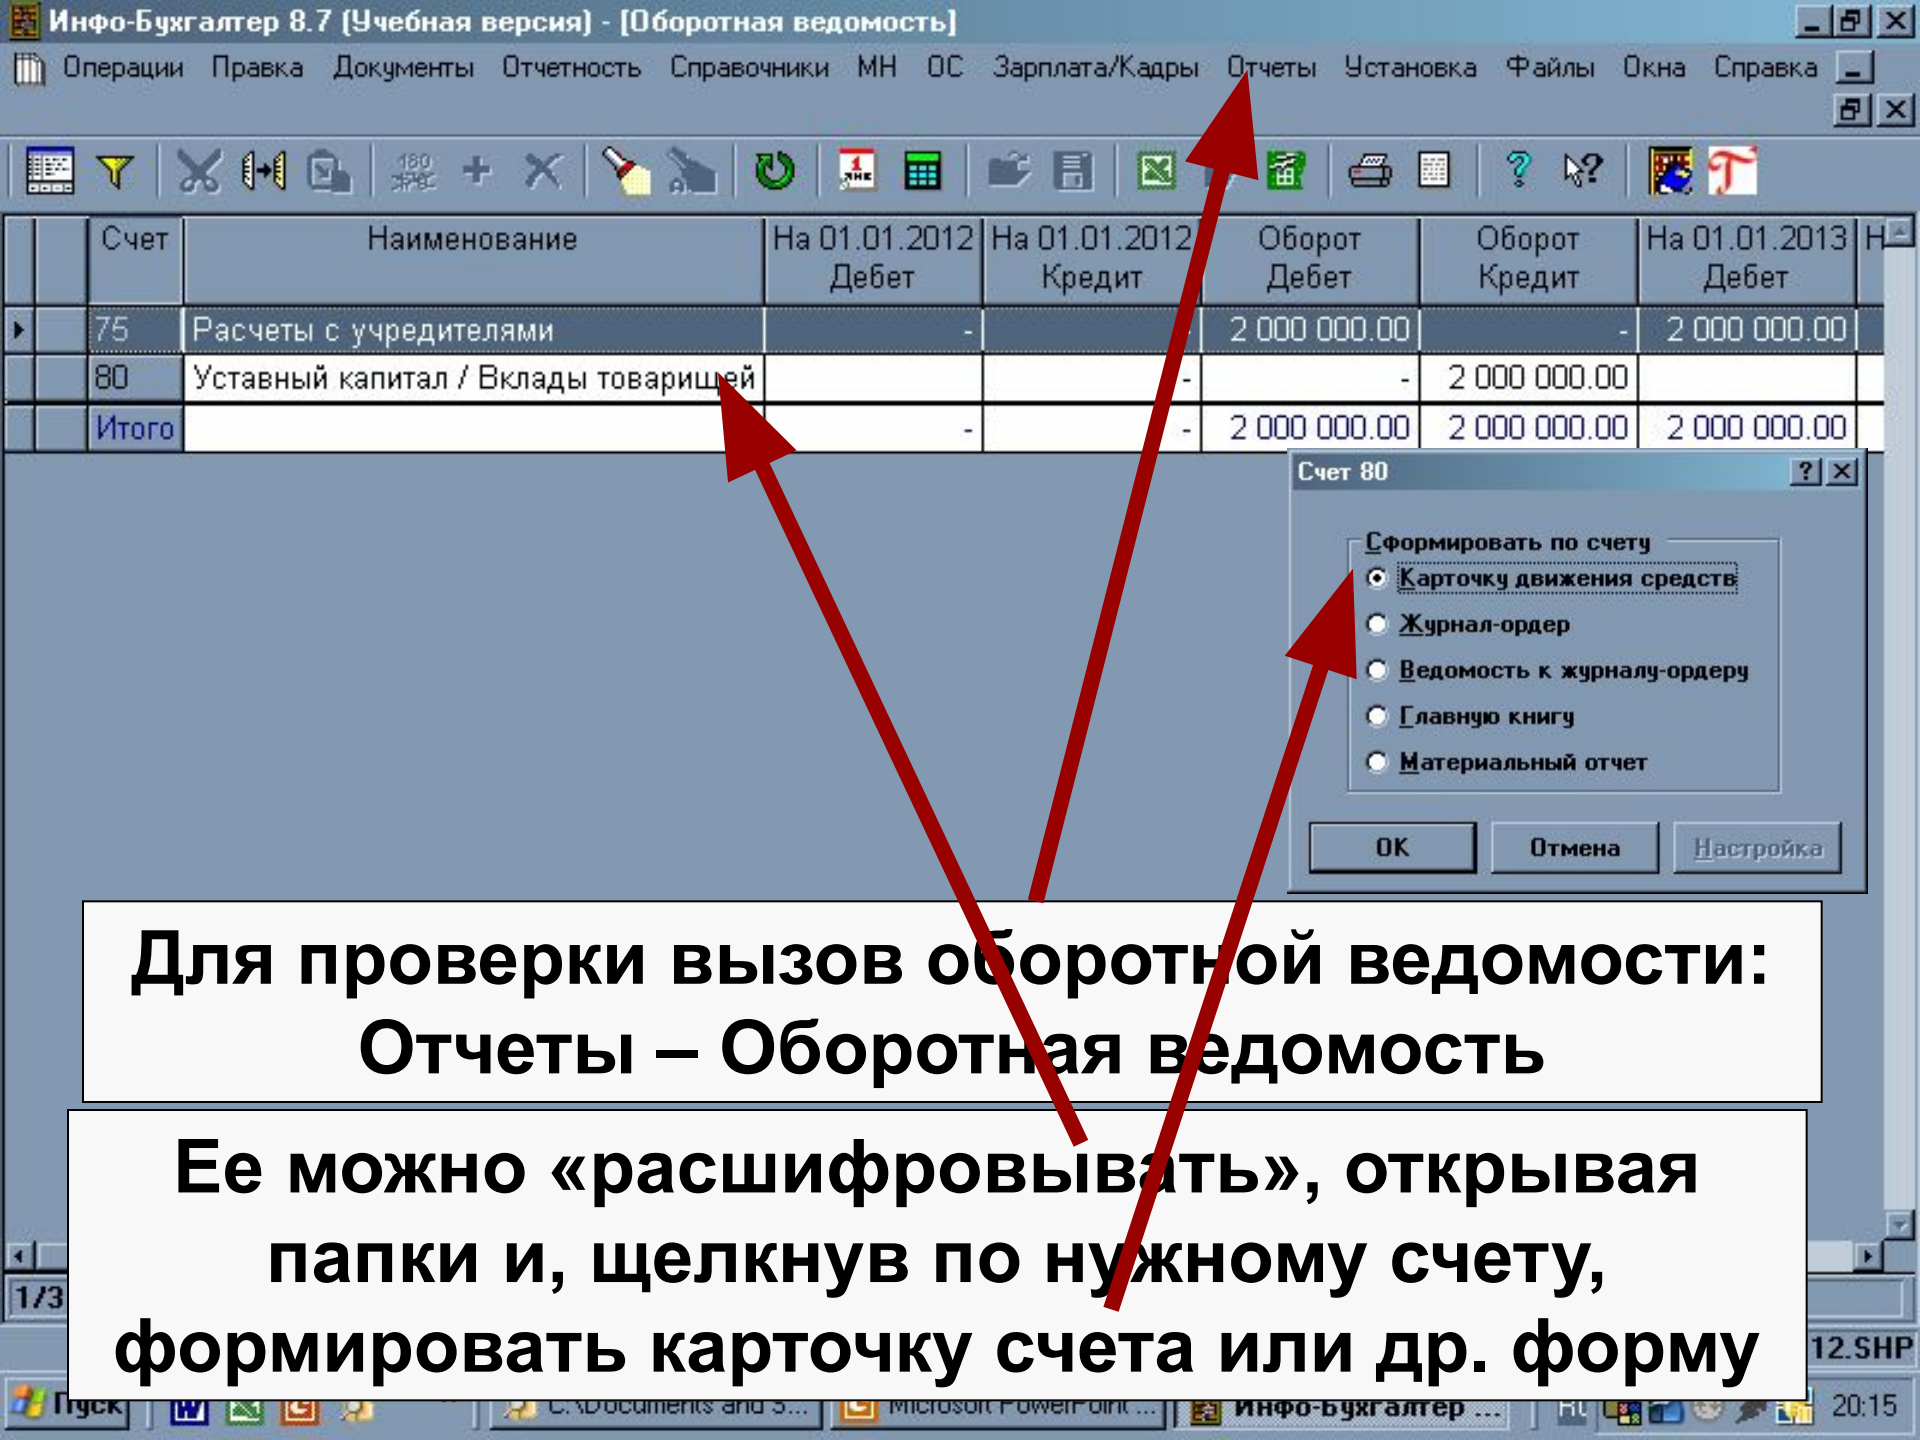 Инфо-Бухгалтер 8.7 (Учебная версия) - [Оборотная ведомость]
Операции Правка Документы Отчетность Справочники МН ОС Зарплата/Кадры Отчеты Установка Файлы Окна Справка
Счет Наименование На 01.01.2012 Дебет На 01.01.2012 Кредит Оборот Дебет Оборот Кредит На 01.01.2013 Дебет Н
75 Расчеты с учредителями - - 2 000 000.00 - 2 000 000.00
80 Уставный капитал / Вклады товарищей - - 2 000 000.00
Итого - - 2 000 000.00 2 000 000.00 2 000 000.00
Счет 80
Сформировать по счету
Карточку движения средств
Журнал-ордер
Ведомость к журналу-ордеру
Главную книгу
Материальный отчет
OK Отмена Настройка
Для проверки вызов оборотной ведомости:
Отчеты – Оборотная ведомость
Ее можно «расшифровывать», открывая
папки и, щелкнув по нужному счету,
формировать карточку счета или др. форму
1/3
12.SHP
Пуск C:\Documents and S... Microsoft PowerPoint ... Инфо-Бухгалтер ... 20:15